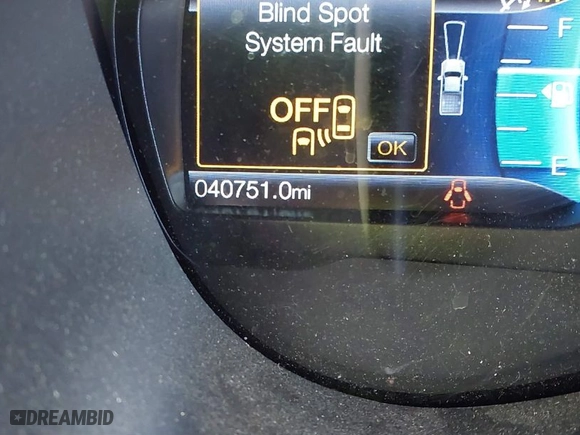 Blind Spot
System Fault
F
OFF
OK
E
040751.0mi
DREAMBID